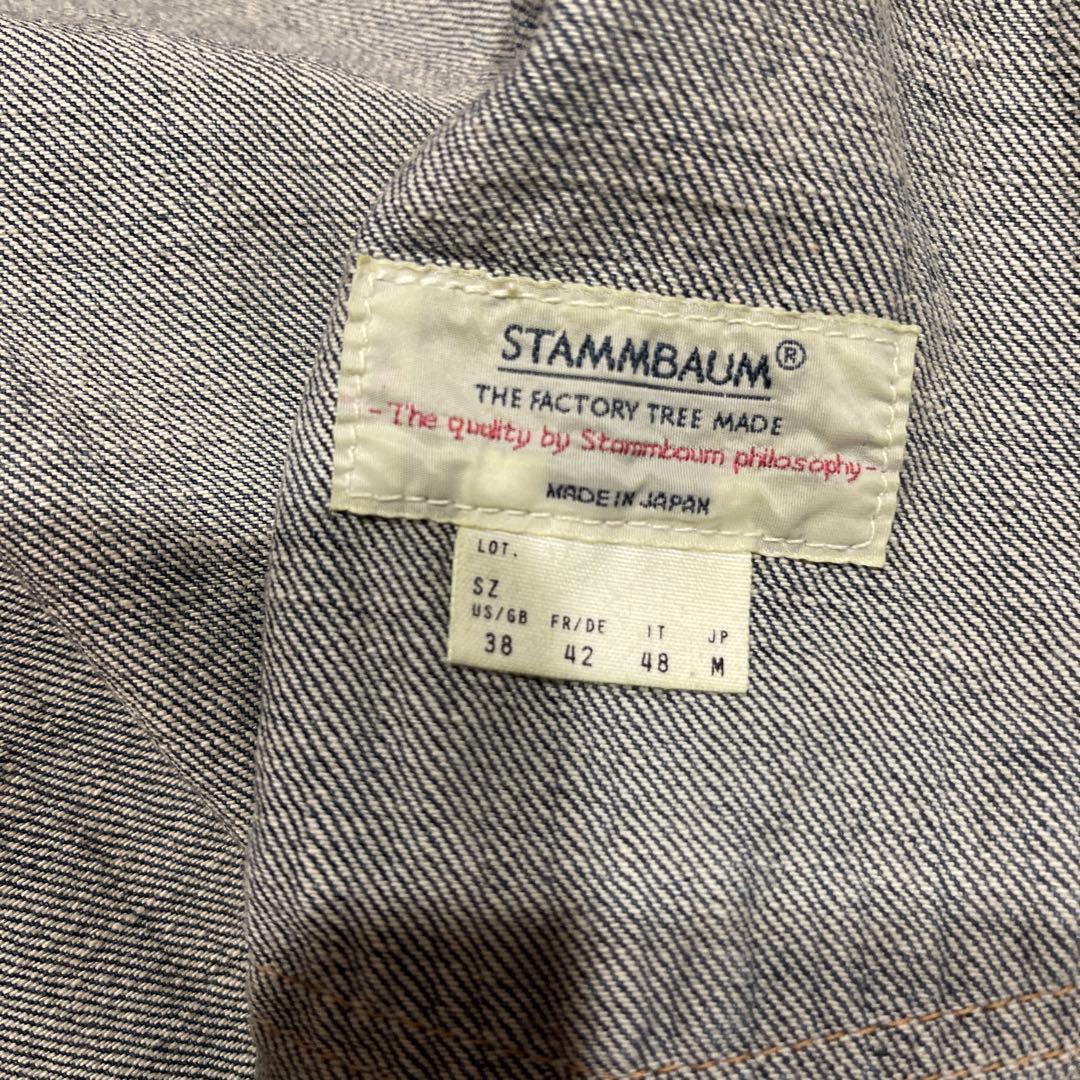 STAMMBAUM®
THE FACTORY TREE MADE
-The quality by Stammbaum philosophy-
MADE IN JAPAN
LOT.
SZ
US/GB FR/DE IT JP
38 42 48 M